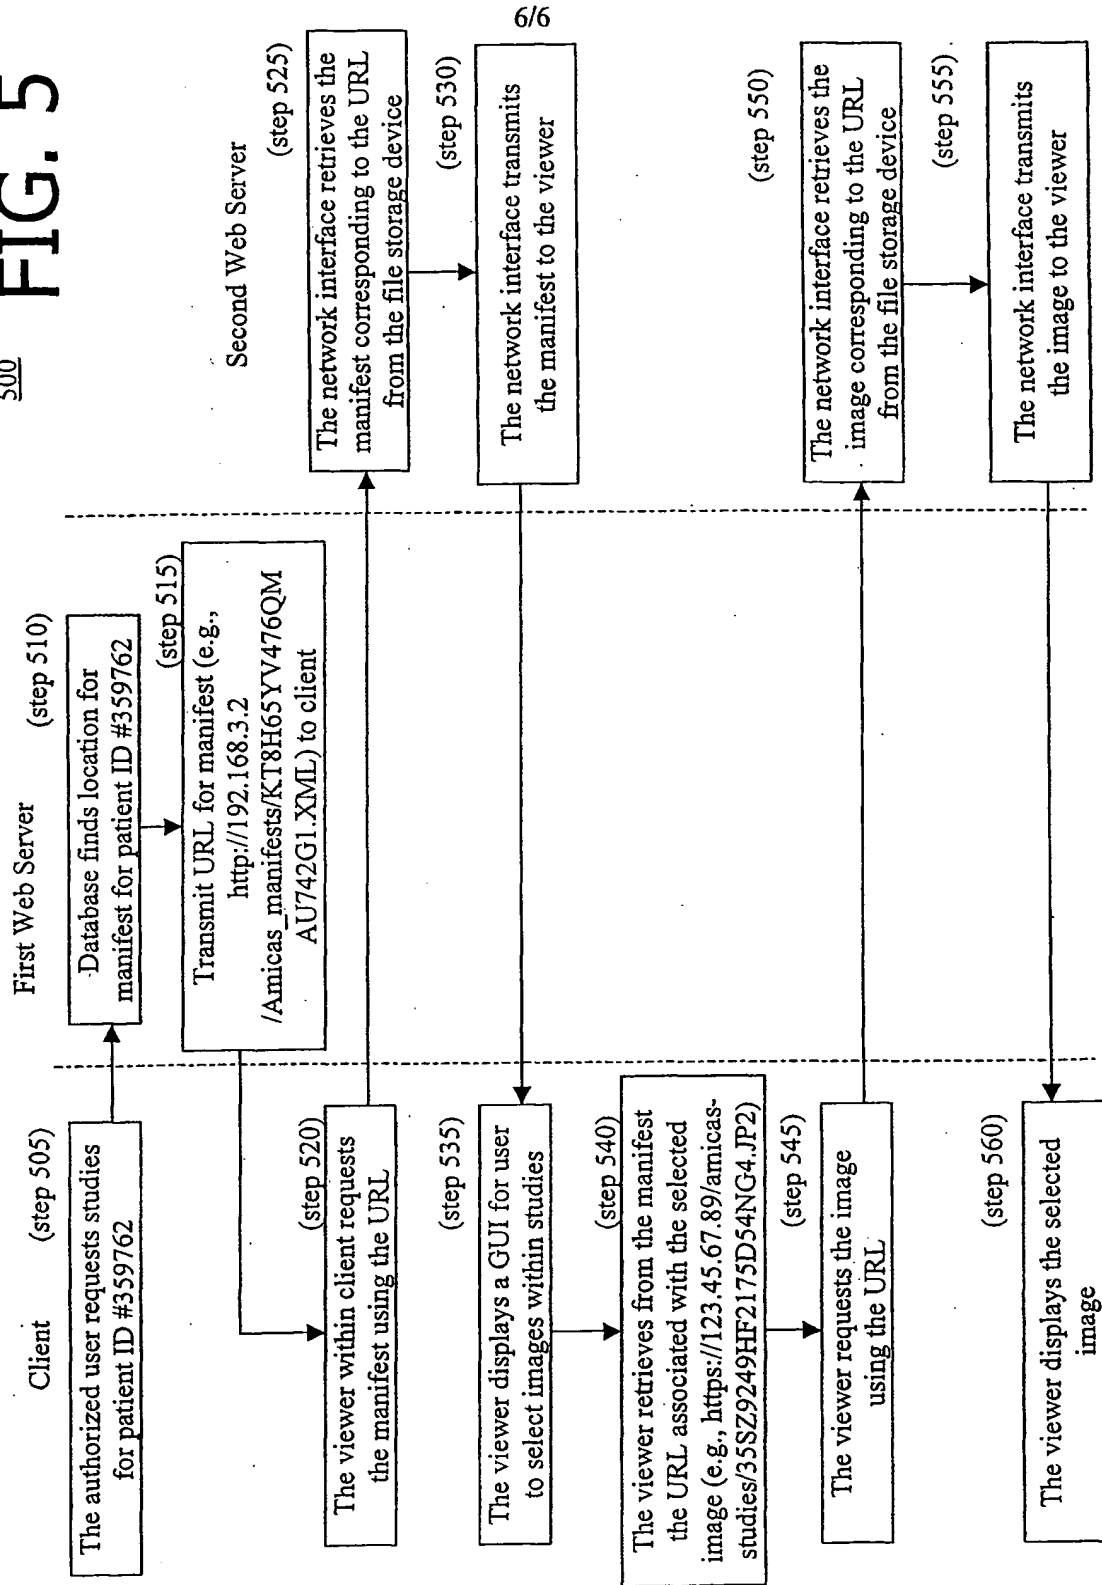 6/6
500
FIG. 5
Client
First Web Server
Second Web Server
(step 505)
The authorized user requests studies
for patient ID #359762
(step 510)
Database finds location for
manifest for patient ID #359762
(step 515)
Transmit URL for manifest (e.g.,
http://192.168.3.2
/Amicas_manifests/KT8H65YV476QM
AU742G1.XML) to client
(step 520)
The viewer within client requests
the manifest using the URL
(step 525)
The network interface retrieves the
manifest corresponding to the URL
from the file storage device
(step 530)
The network interface transmits
the manifest to the viewer
(step 535)
The viewer displays a GUI for user
to select images within studies
(step 540)
The viewer retrieves from the manifest
the URL associated with the selected
image (e.g., https://123.45.67.89/amicas-
studies/35SZ9249HF2175D54NG4.JP2)
(step 545)
The viewer requests the image
using the URL
(step 550)
The network interface retrieves the
image corresponding to the URL
from the file storage device
(step 555)
The network interface transmits
the image to the viewer
(step 560)
The viewer displays the selected
image